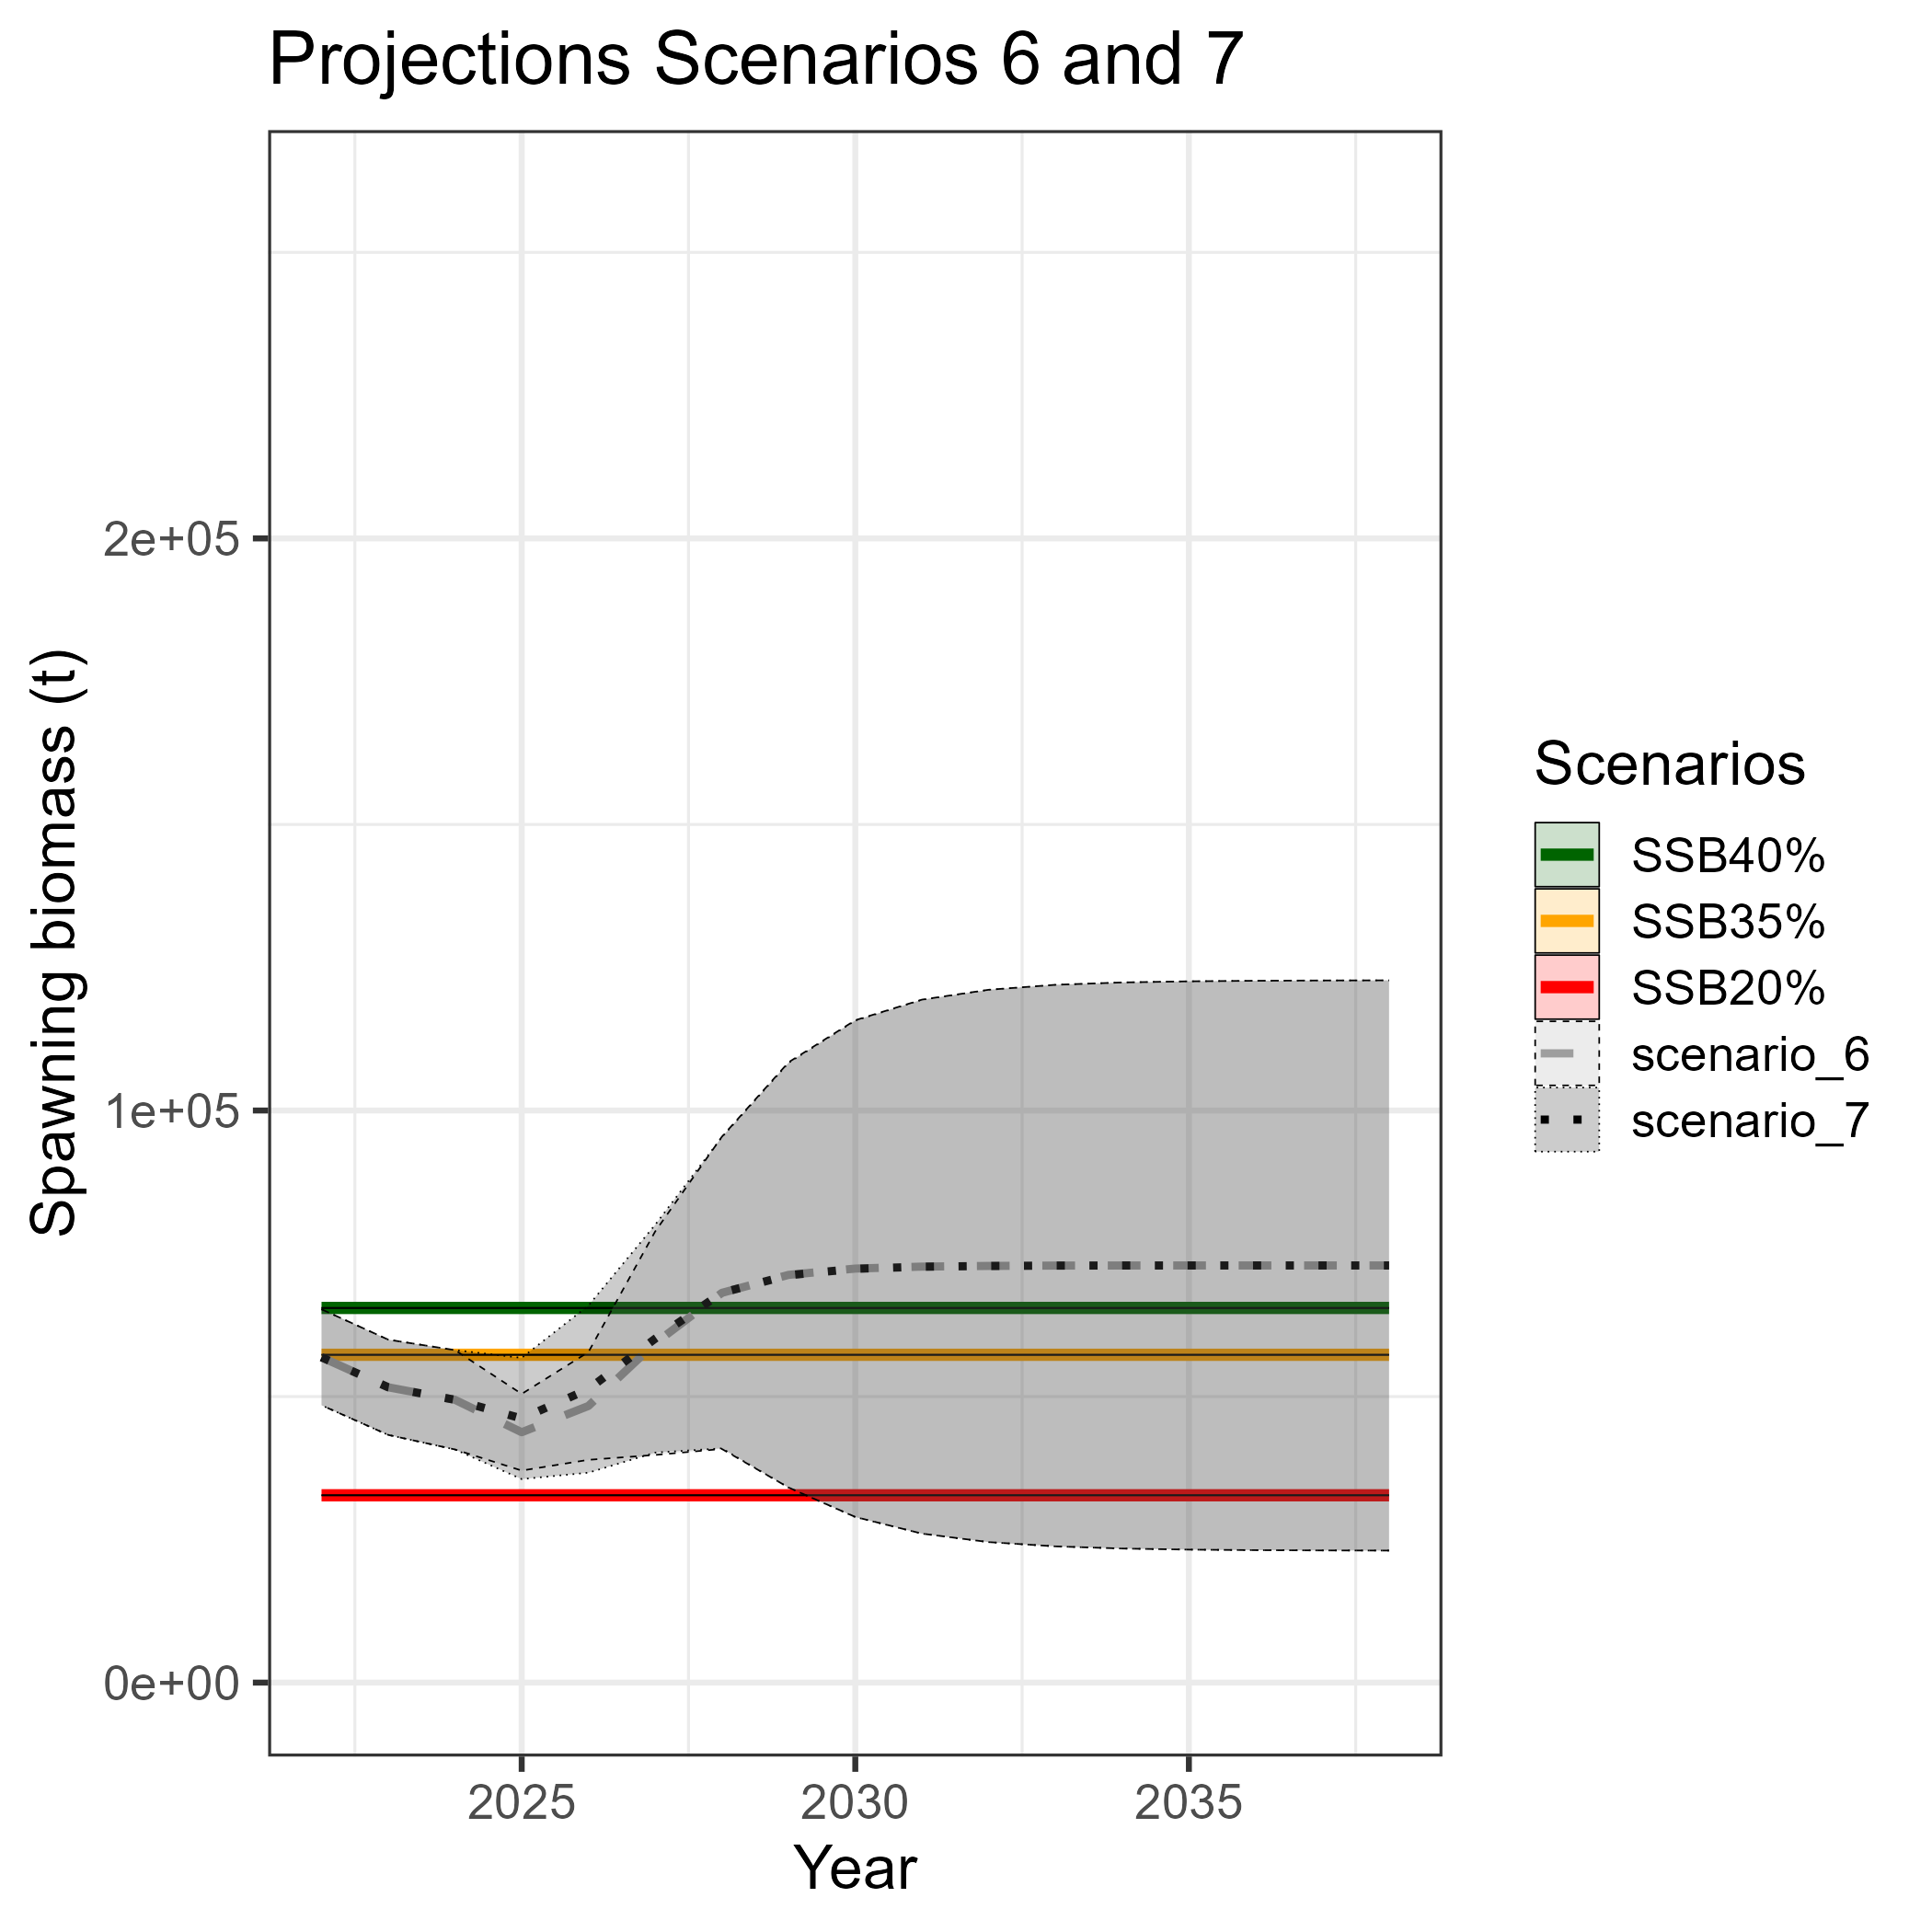 Projections Scenarios 6 and 7
Spawning biomass (t)
2e+05
1e+05
0e+00
2025
2030
2035
Year
Scenarios
SSB40%
SSB35%
SSB20%
scenario_6
scenario_7